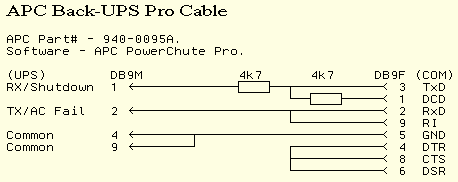 APC Back-UPS Pro Cable
APC Part# - 940-0095A.
Software - APC PowerChute Pro.
(UPS) DB9M 4k7 4k7 DB9F (COM)
RX/Shutdown 1 3 TxD
1 DCD
TX/AC Fail 2 2 RxD
9 RI
Common 4 5 GND
Common 9 4 DTR
8 CTS
6 DSR